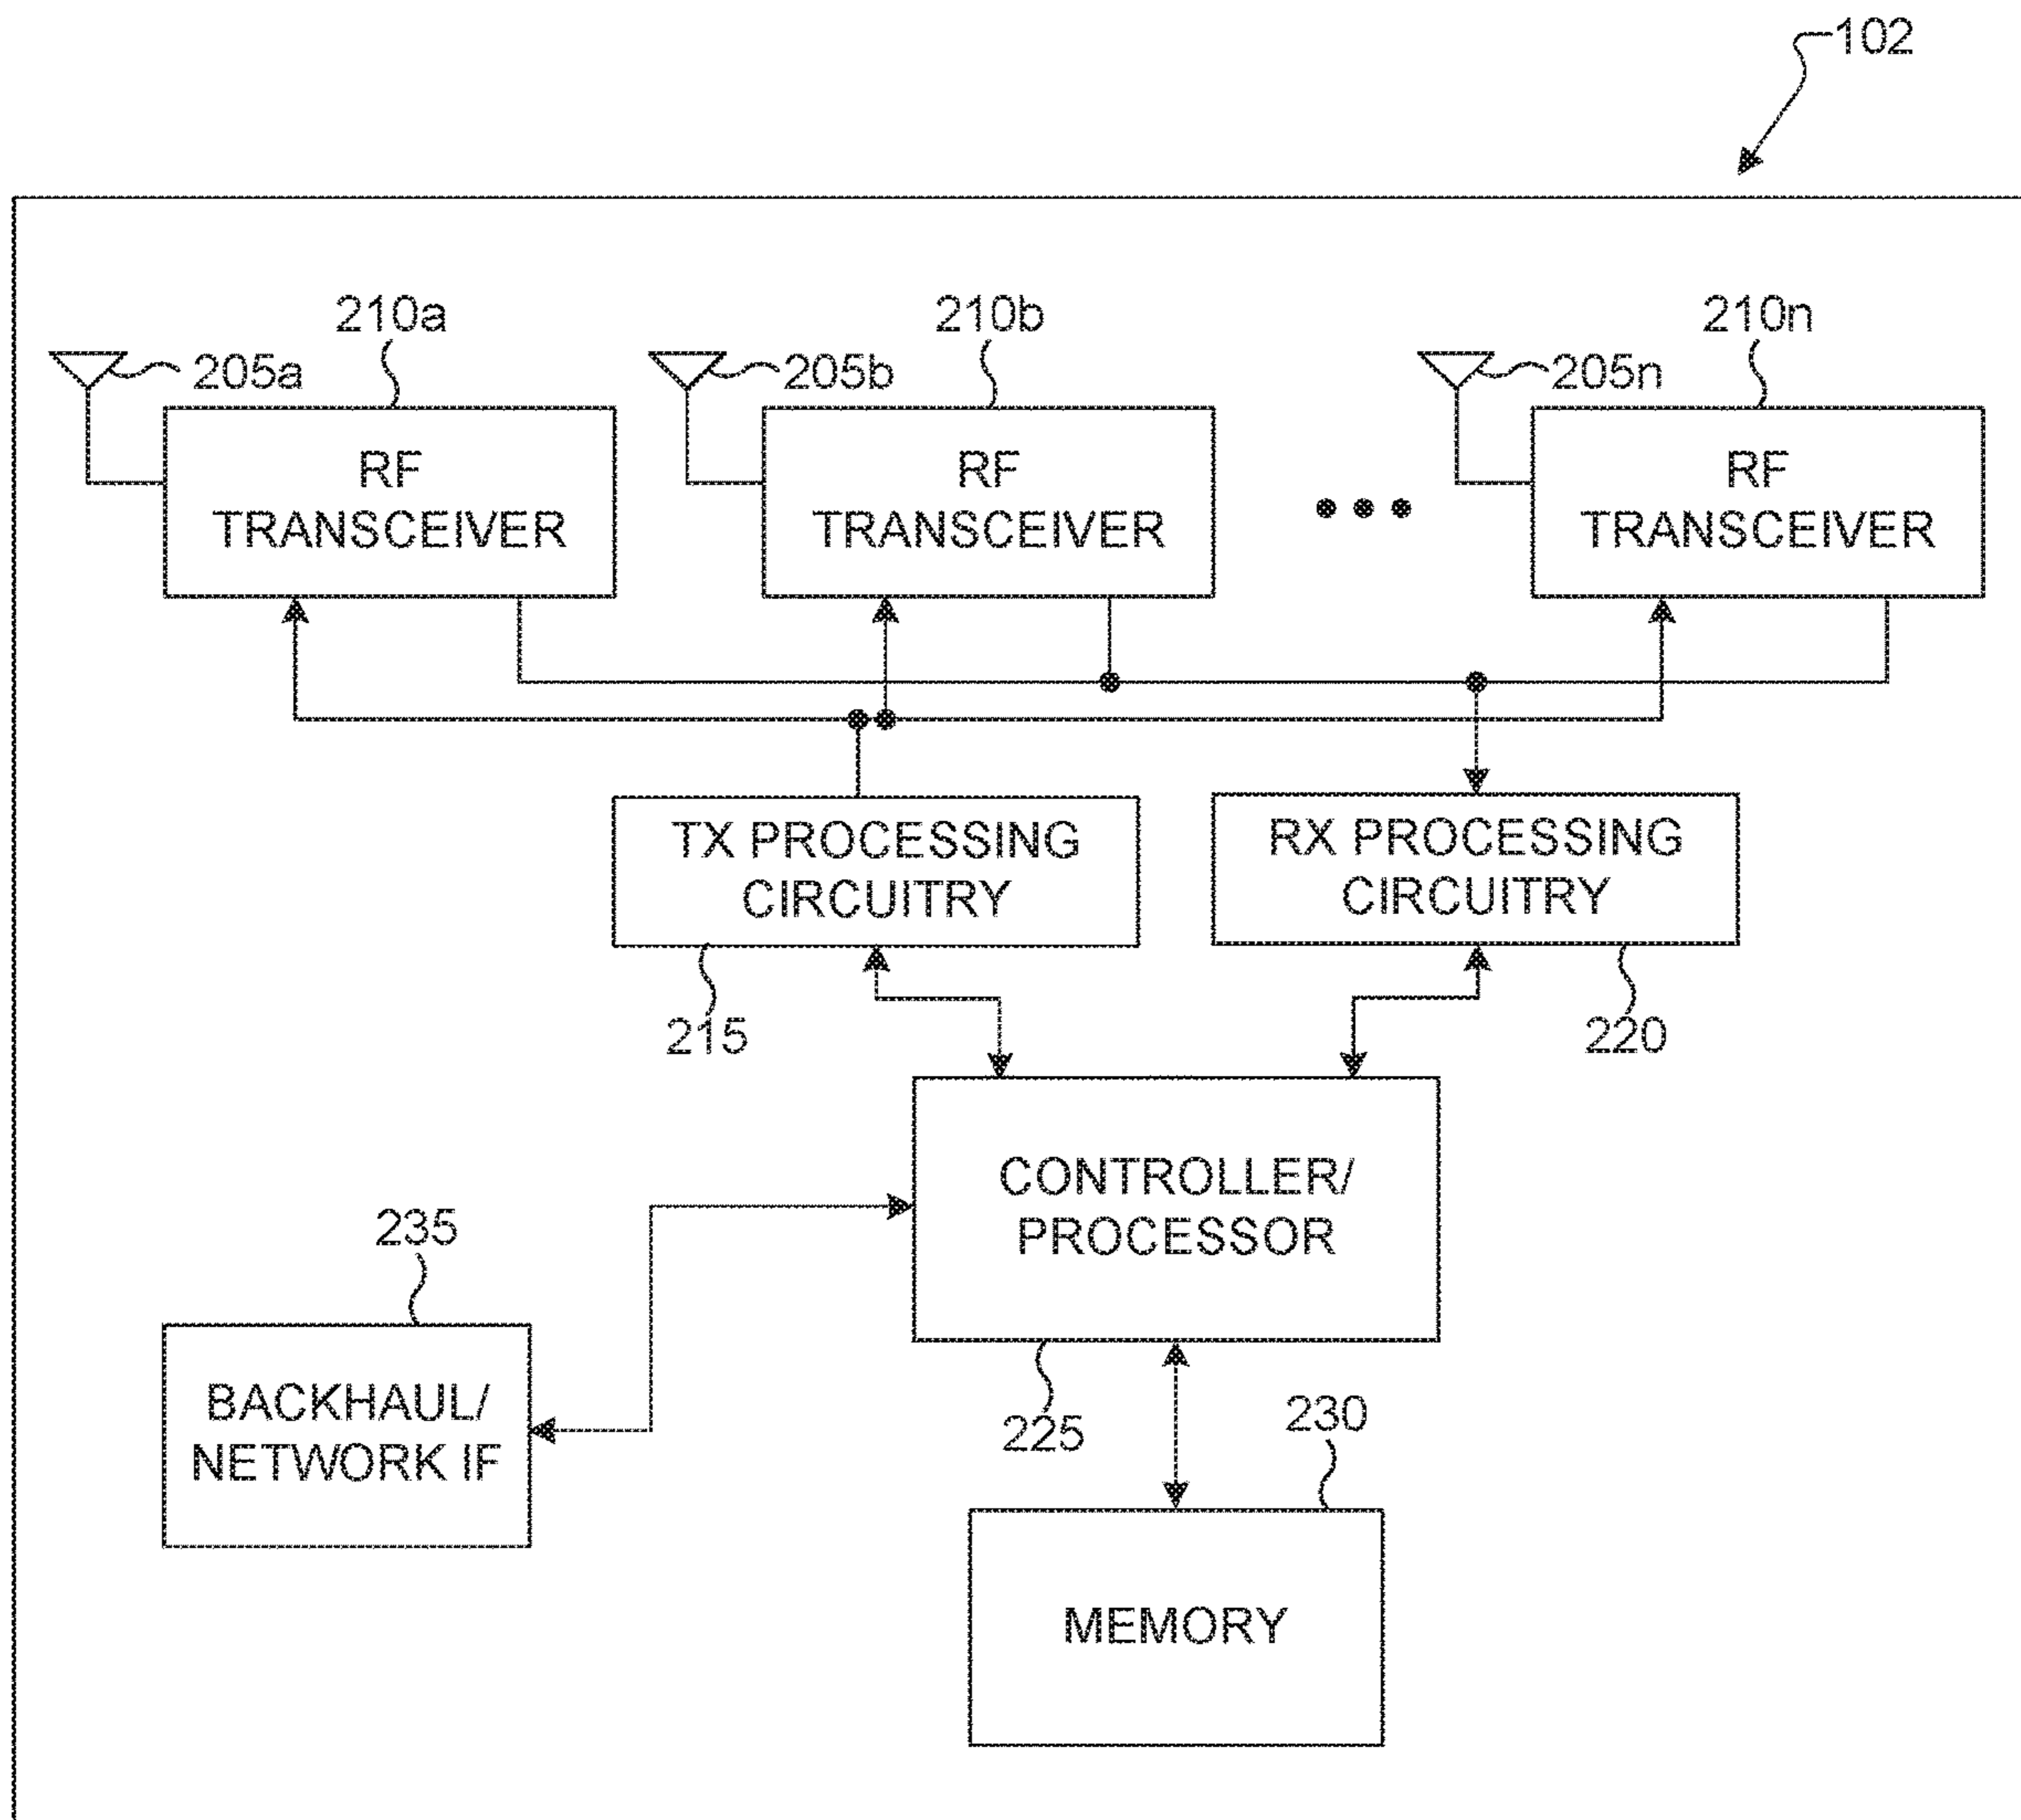 102
210a
210b
210n
205a
205b
205n
RF
TRANSCEIVER
RF
TRANSCEIVER
RF
TRANSCEIVER
TX PROCESSING
CIRCUITRY
RX PROCESSING
CIRCUITRY
215
220
CONTROLLER/
PROCESSOR
235
BACKHAUL/
NETWORK IF
225
230
MEMORY